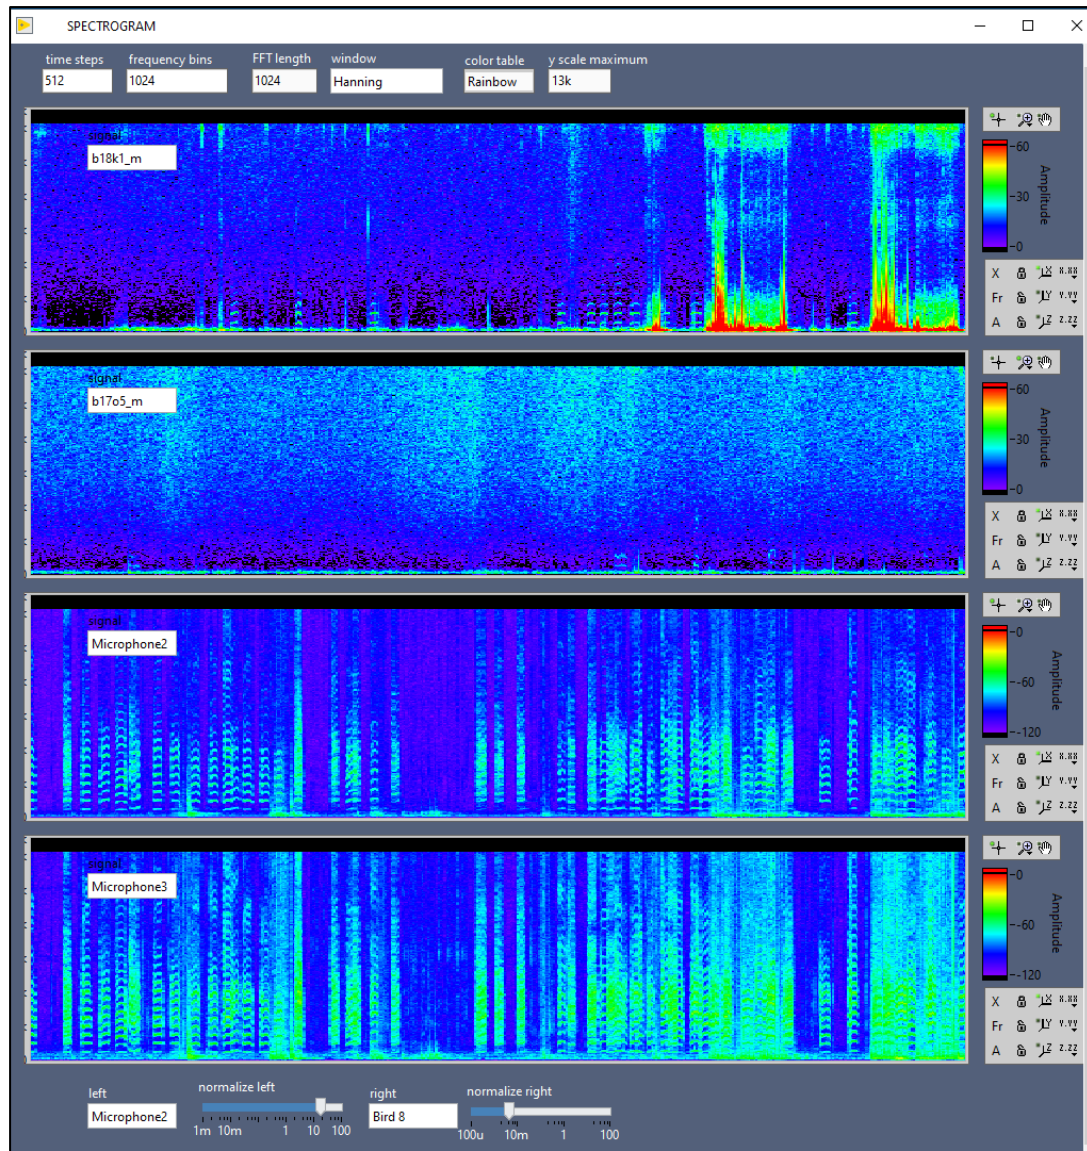 SPECTROGRAM
time steps frequency bins FFT length window color table y scale maximum
512 1024 1024 Hanning Rainbow 13k
signal
b18k1_m
-60
-30
-0
Amplitude
X
Fr
A
signal
b17o5_m
-60
-30
-0
Amplitude
X
Fr
A
signal
Microphone2
-0
-60
-120
Amplitude
X
Fr
A
signal
Microphone3
-0
-60
-120
Amplitude
X
Fr
A
left normalize left right normalize right
Microphone2 Bird 8
1m 10m 1 10 100 100u 10m 1 100